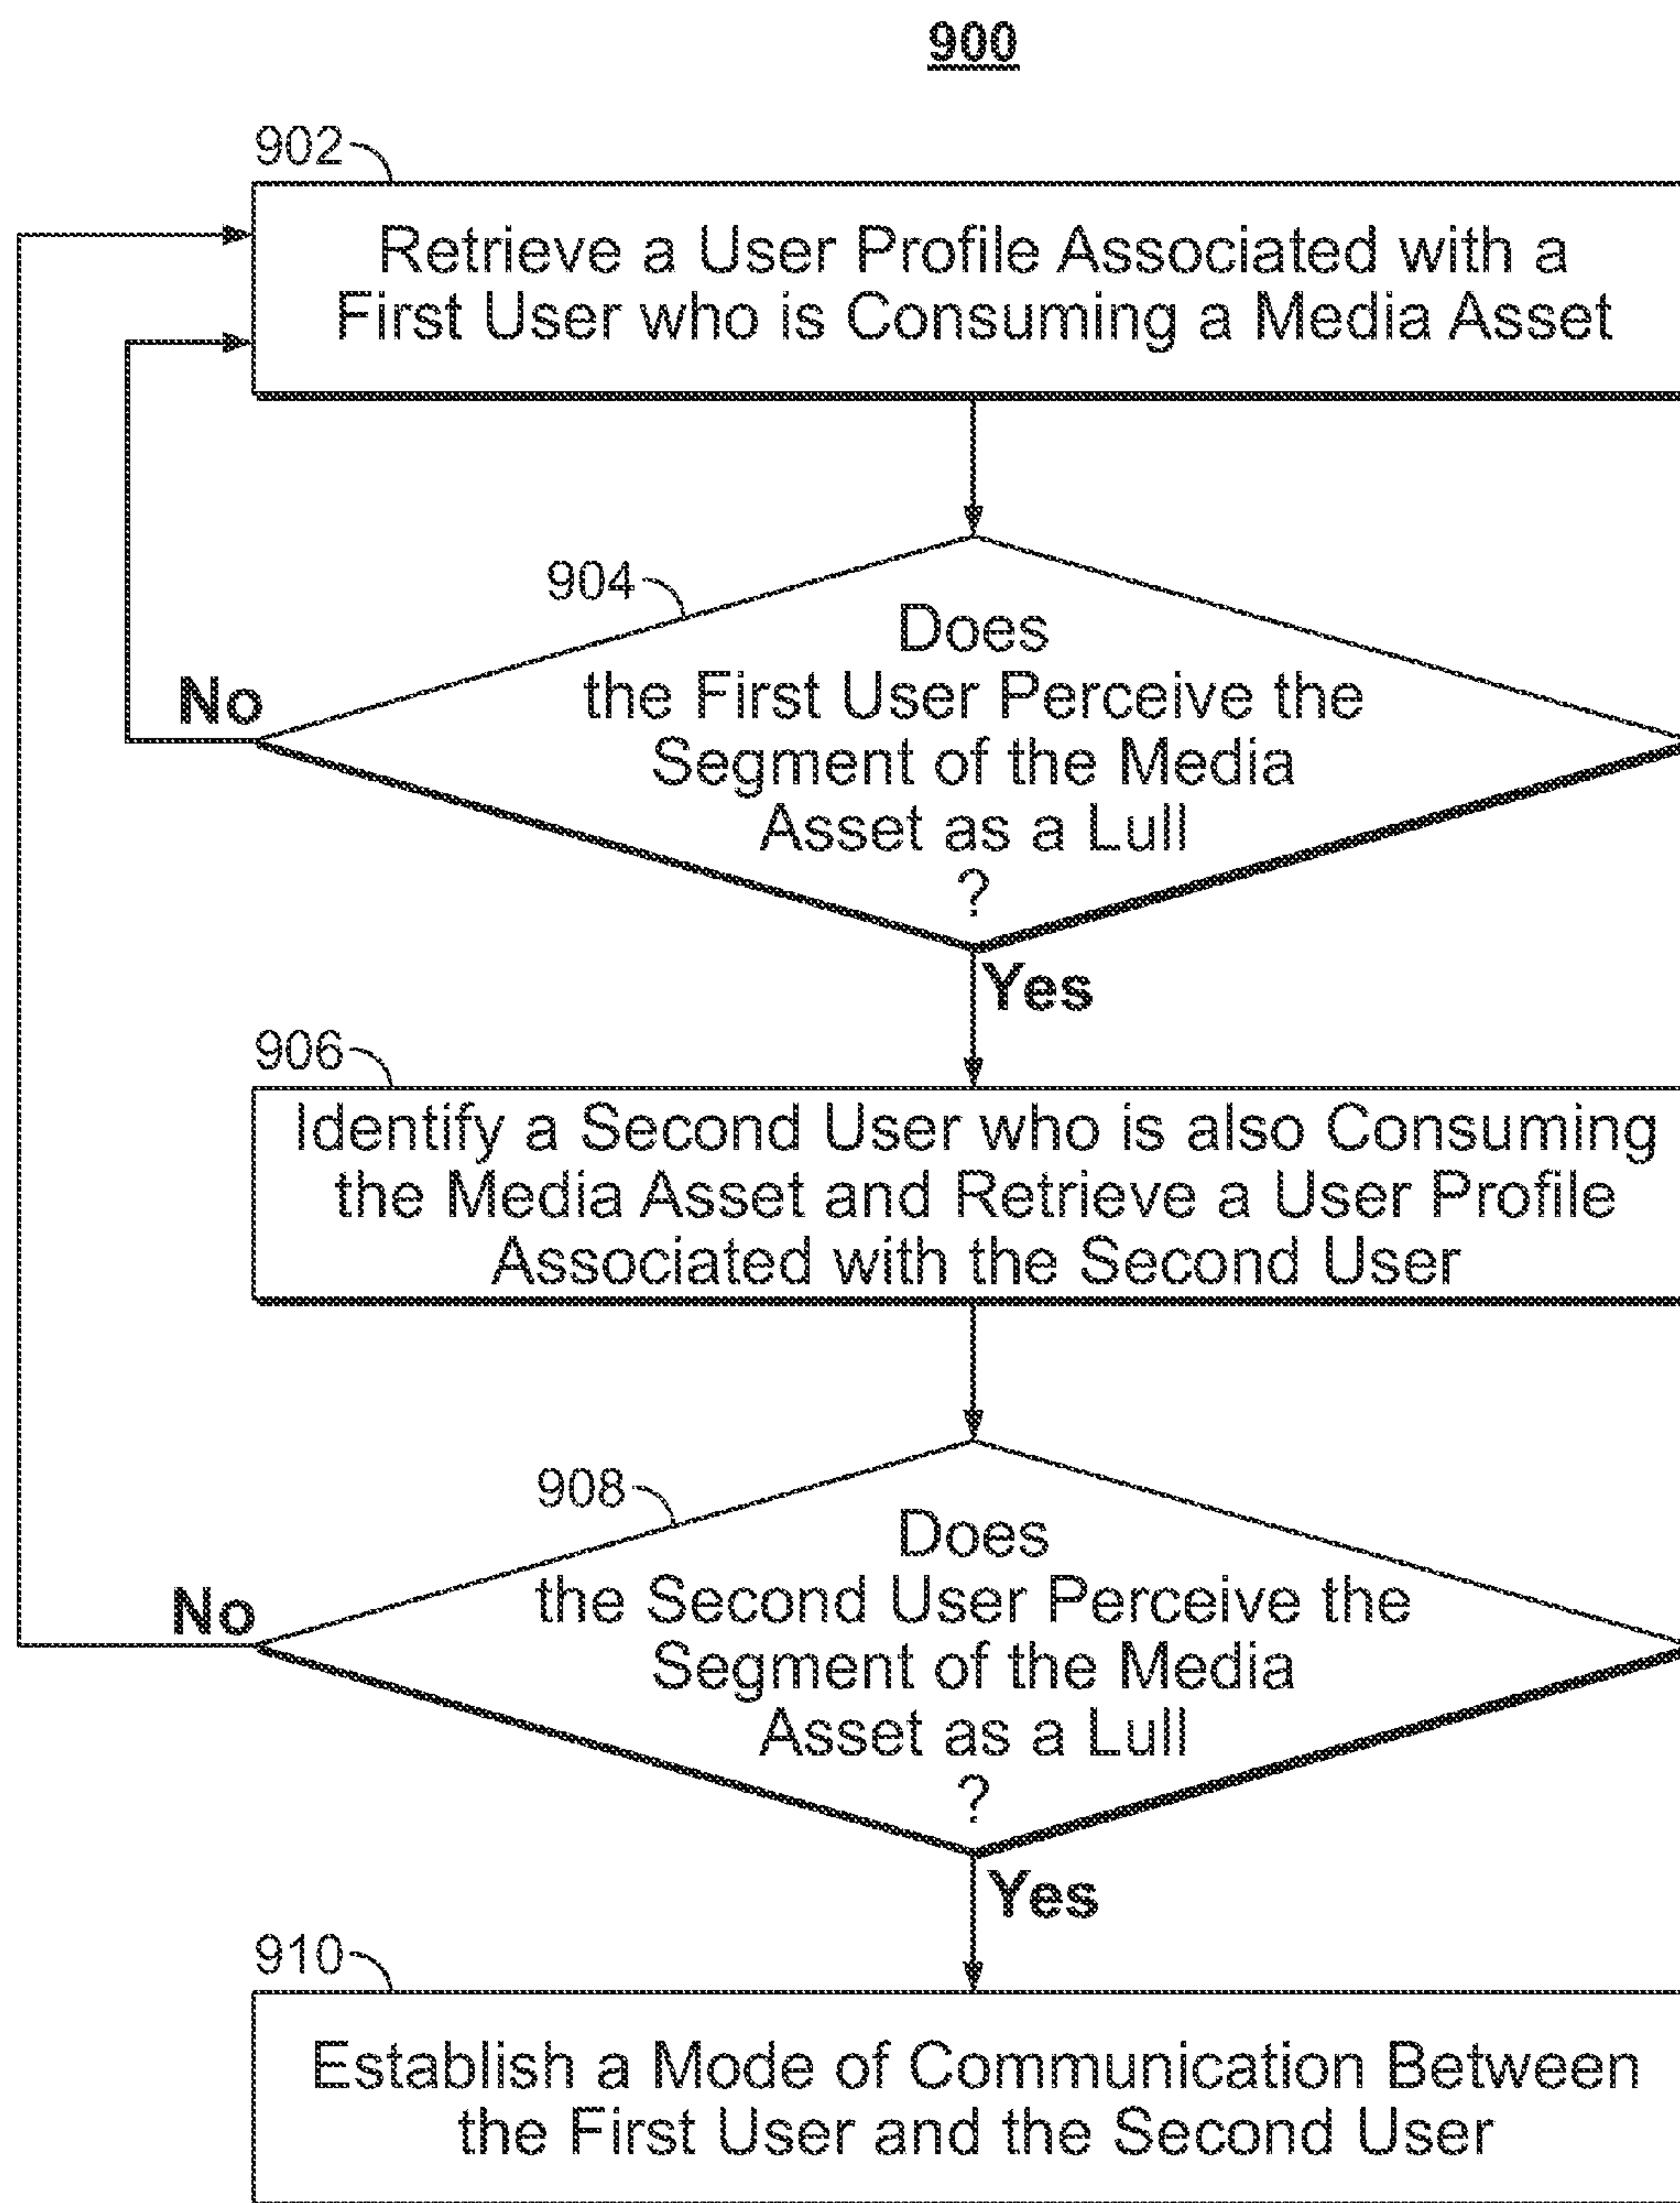 900
902
Retrieve a User Profile Associated with a
First User who is Consuming a Media Asset
904
Does
the First User Perceive the
Segment of the Media
Asset as a Lull
?
No
Yes
906
Identify a Second User who is also Consuming
the Media Asset and Retrieve a User Profile
Associated with the Second User
908
Does
the Second User Perceive the
Segment of the Media
Asset as a Lull
?
No
Yes
910
Establish a Mode of Communication Between
the First User and the Second User